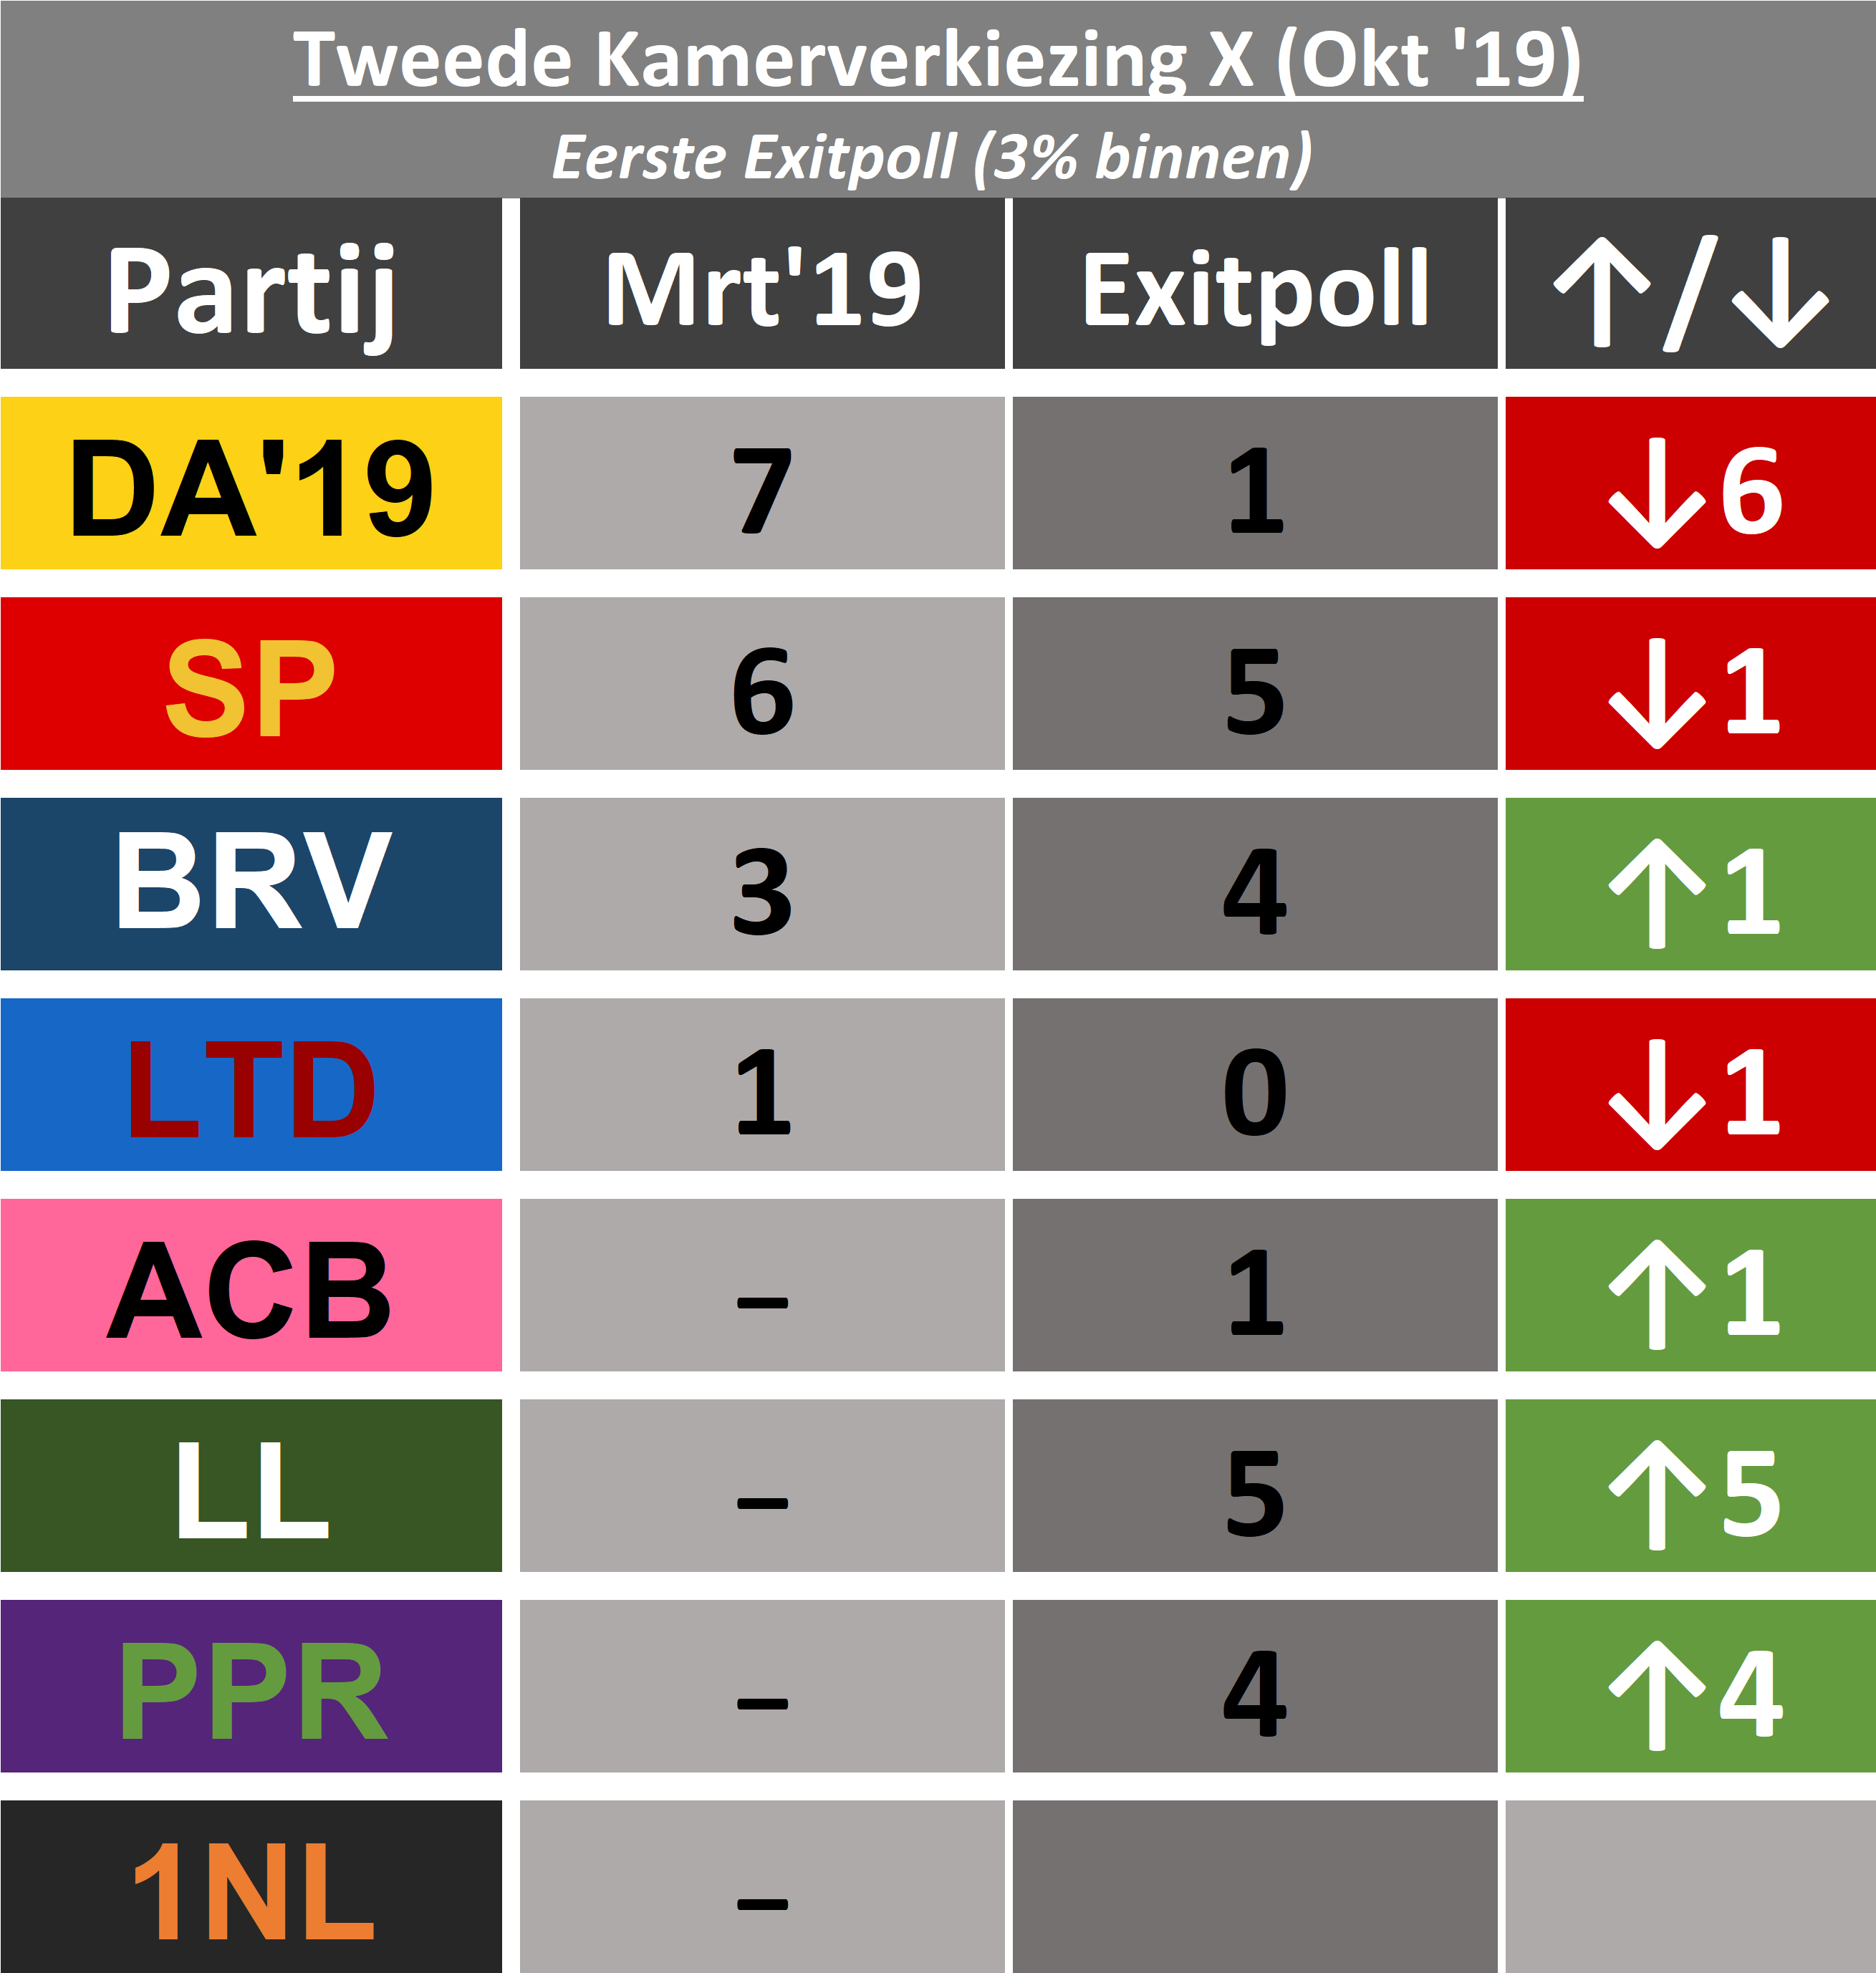 Tweede Kamerverkiezing X (Okt '19)
Eerste Exitpoll (3% binnen)
Partij Mrt'19 Exitpoll ↑/↓
DA'19 7 1 ↓6
SP 6 5 ↓1
BRV 3 4 ↑1
LTD 1 0 ↓1
ACB – 1 ↑1
LL – 5 ↑5
PPR – 4 ↑4
1NL –